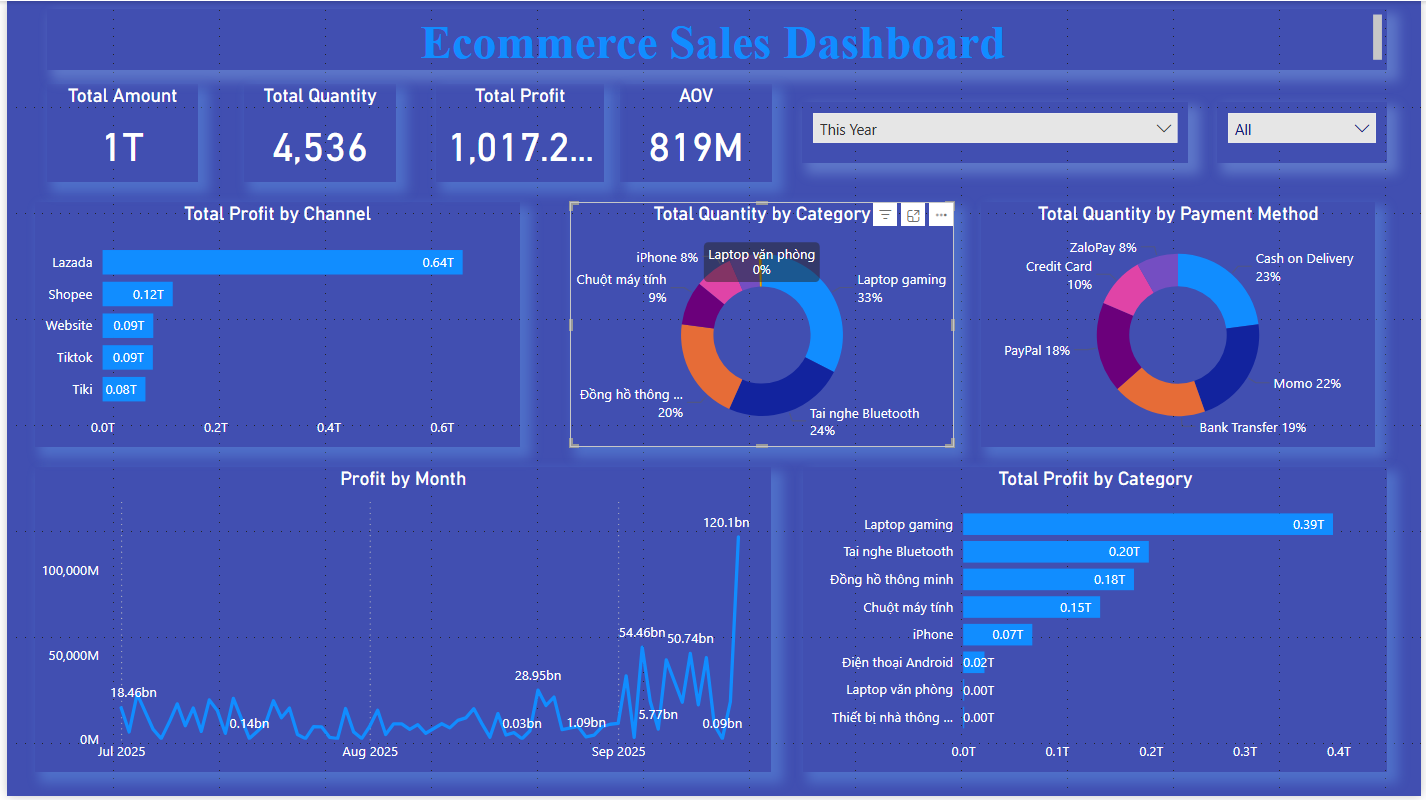 Ecommerce Sales Dashboard
Total Amount
1T
Total Quantity
4,536
Total Profit
1,017.2...
AOV
819M
This Year
All
Total Profit by Channel
Lazada
0.64T
Shopee
0.12T
Website
0.09T
Tiktok
0.09T
Tiki
0.08T
0.0T
0.2T
0.4T
0.6T
Total Quantity by Category
Laptop văn phòng
0%
iPhone 8%
Chuột máy tính
9%
Laptop gaming
33%
Đồng hồ thông ...
20%
Tai nghe Bluetooth
24%
Total Quantity by Payment Method
ZaloPay 8%
Credit Card
10%
Cash on Delivery
23%
PayPal 18%
Momo 22%
Bank Transfer 19%
Profit by Month
120.1bn
100,000M
54.46bn
50.74bn
50,000M
28.95bn
18.46bn
0.14bn
0.03bn
1.09bn
5.77bn
0.09bn
0M
Jul 2025
Aug 2025
Sep 2025
Total Profit by Category
Laptop gaming
0.39T
Tai nghe Bluetooth
0.20T
Đồng hồ thông minh
0.18T
Chuột máy tính
0.15T
iPhone
0.07T
Điện thoại Android
0.02T
Laptop văn phòng
0.00T
Thiết bị nhà thông ...
0.00T
0.0T
0.1T
0.2T
0.3T
0.4T